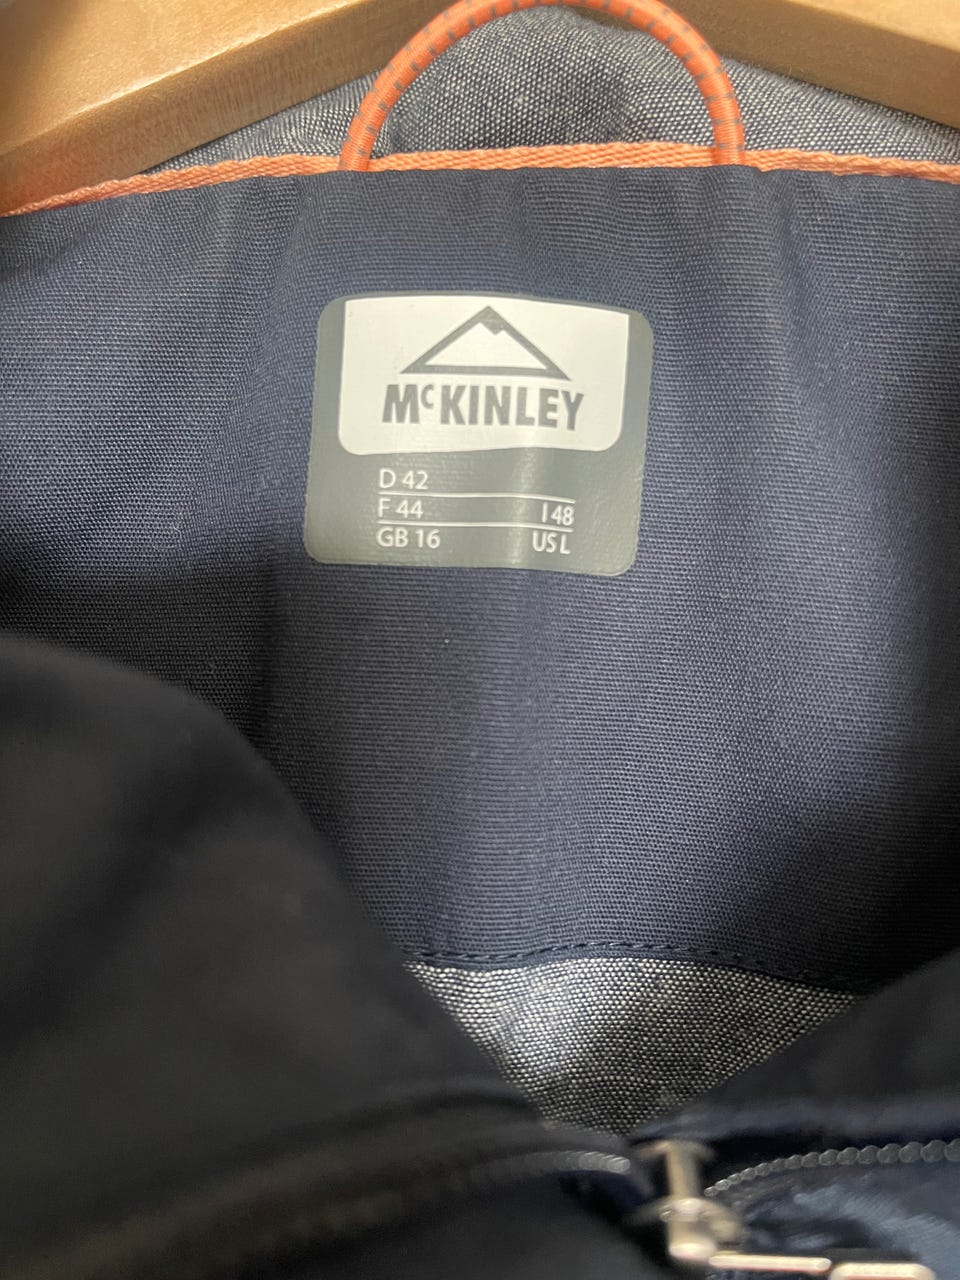 McKINLEY
D 42
F 44 I 48
GB 16 US L